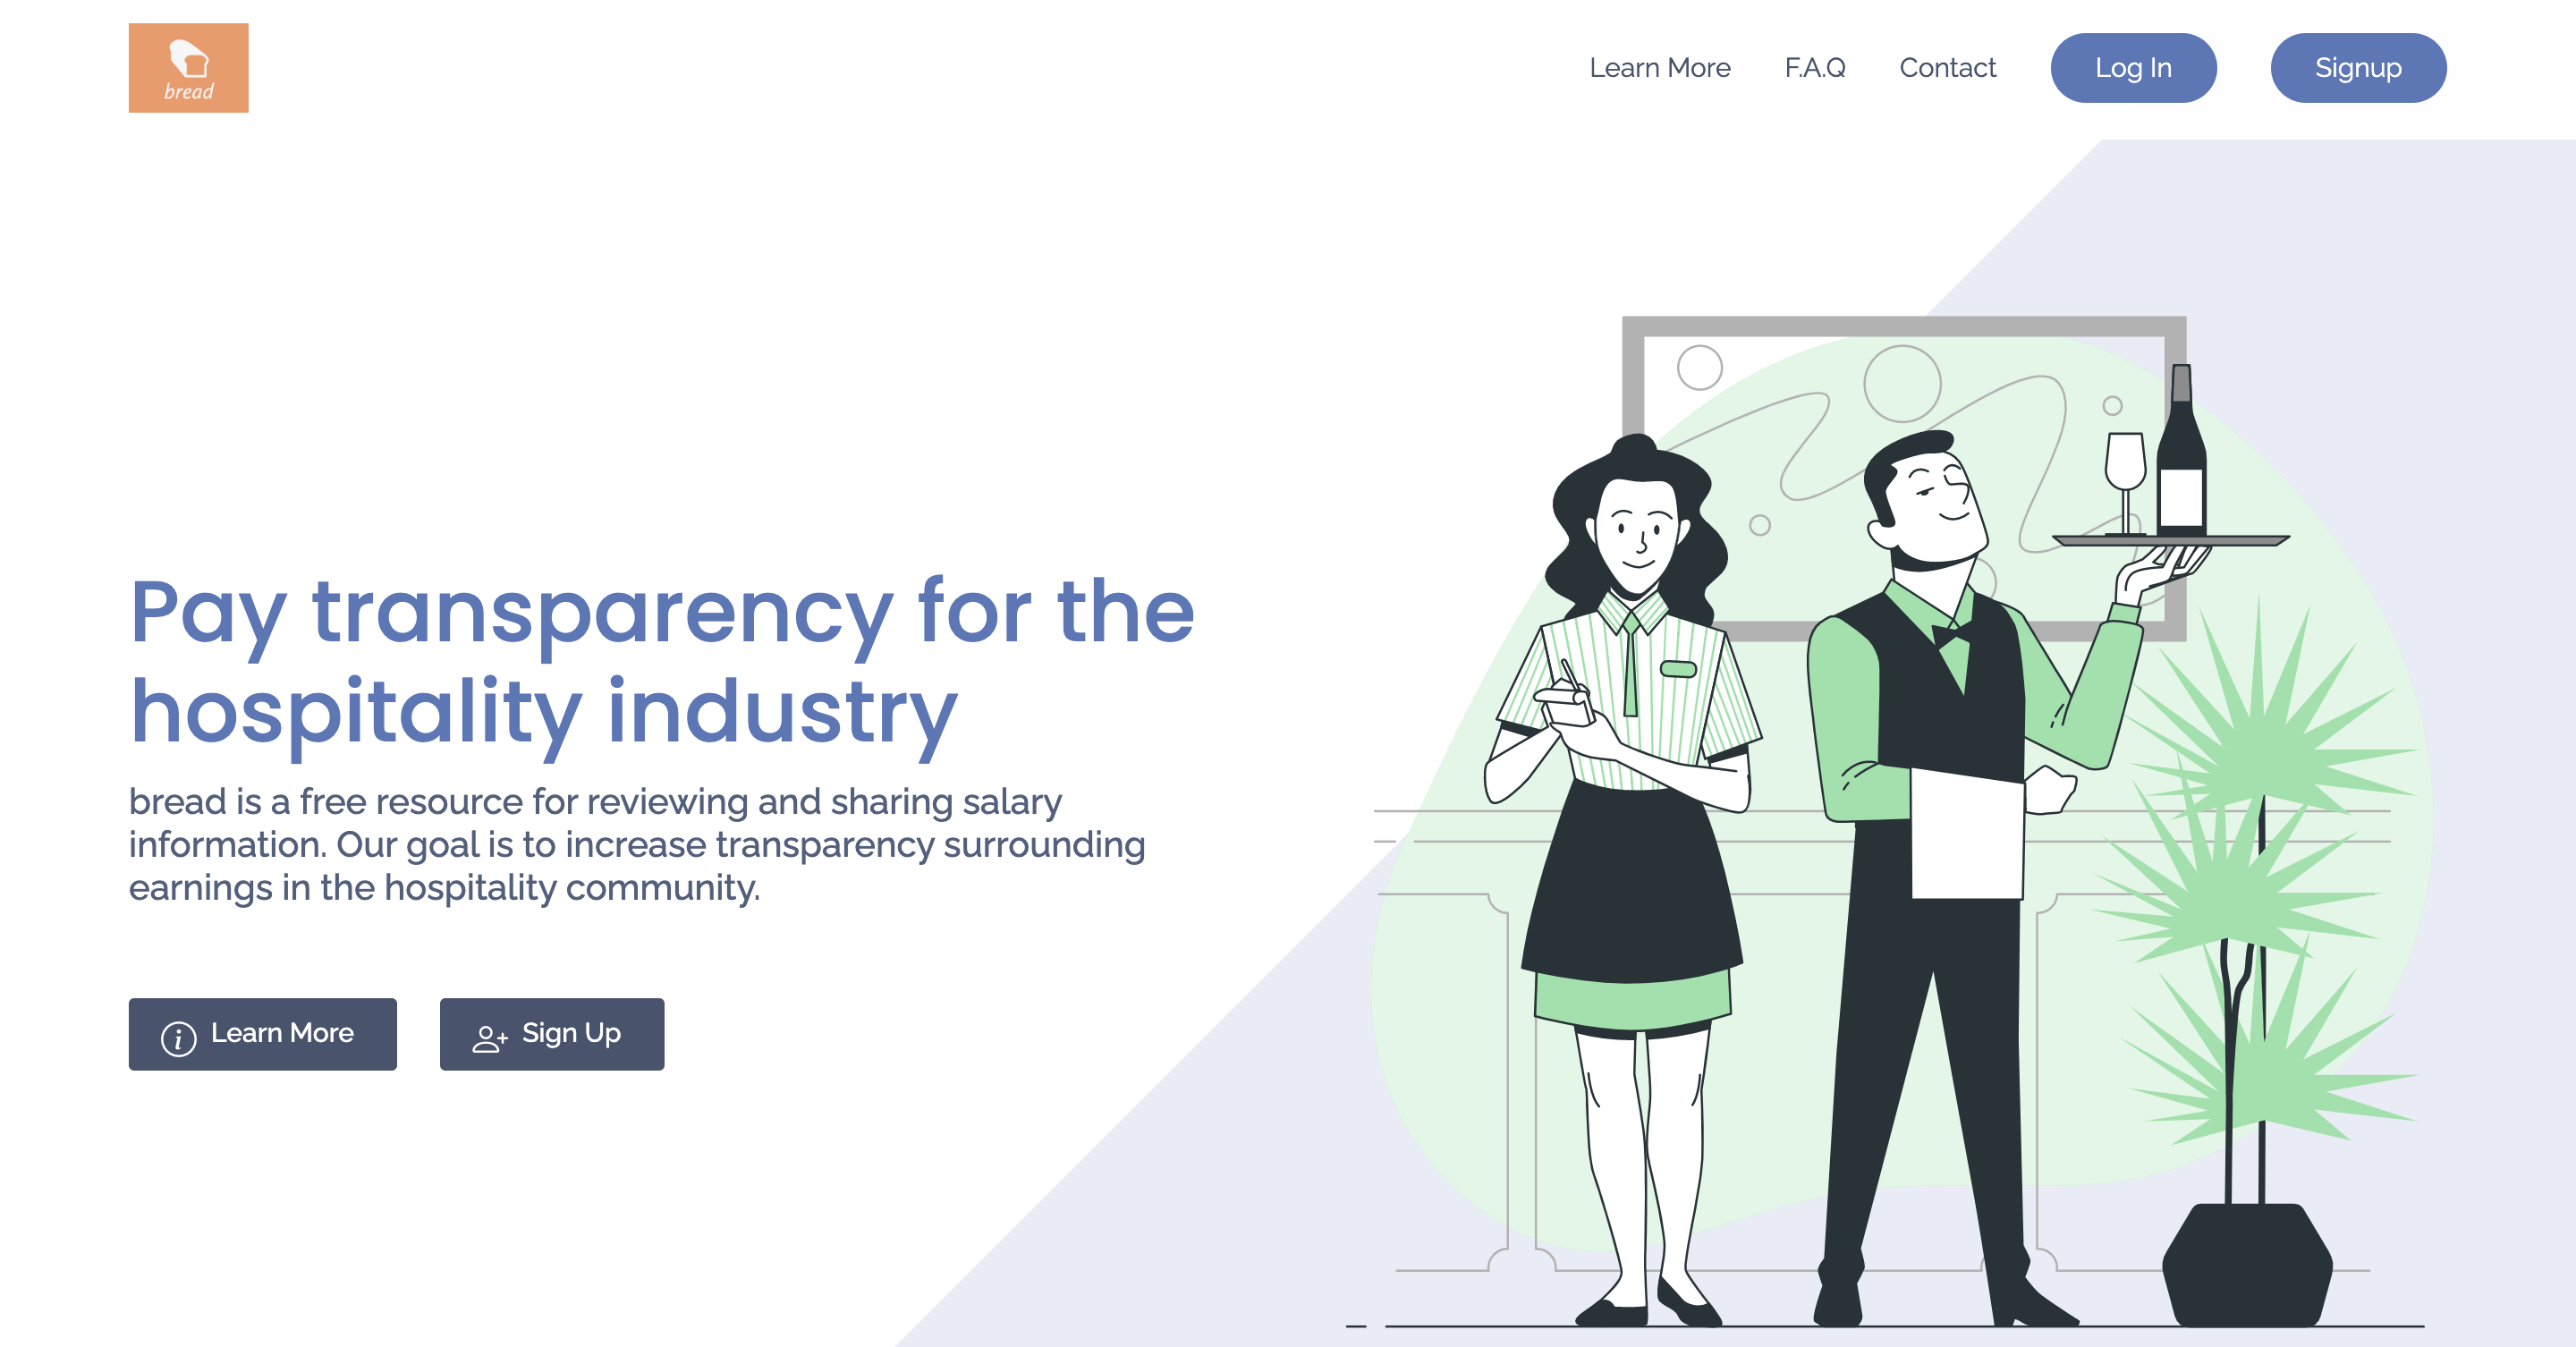 bread
Learn More
F.A.Q
Contact
Log In
Signup
Pay transparency for the
hospitality industry
bread is a free resource for reviewing and sharing salary
information. Our goal is to increase transparency surrounding
earnings in the hospitality community.
Learn More
Sign Up